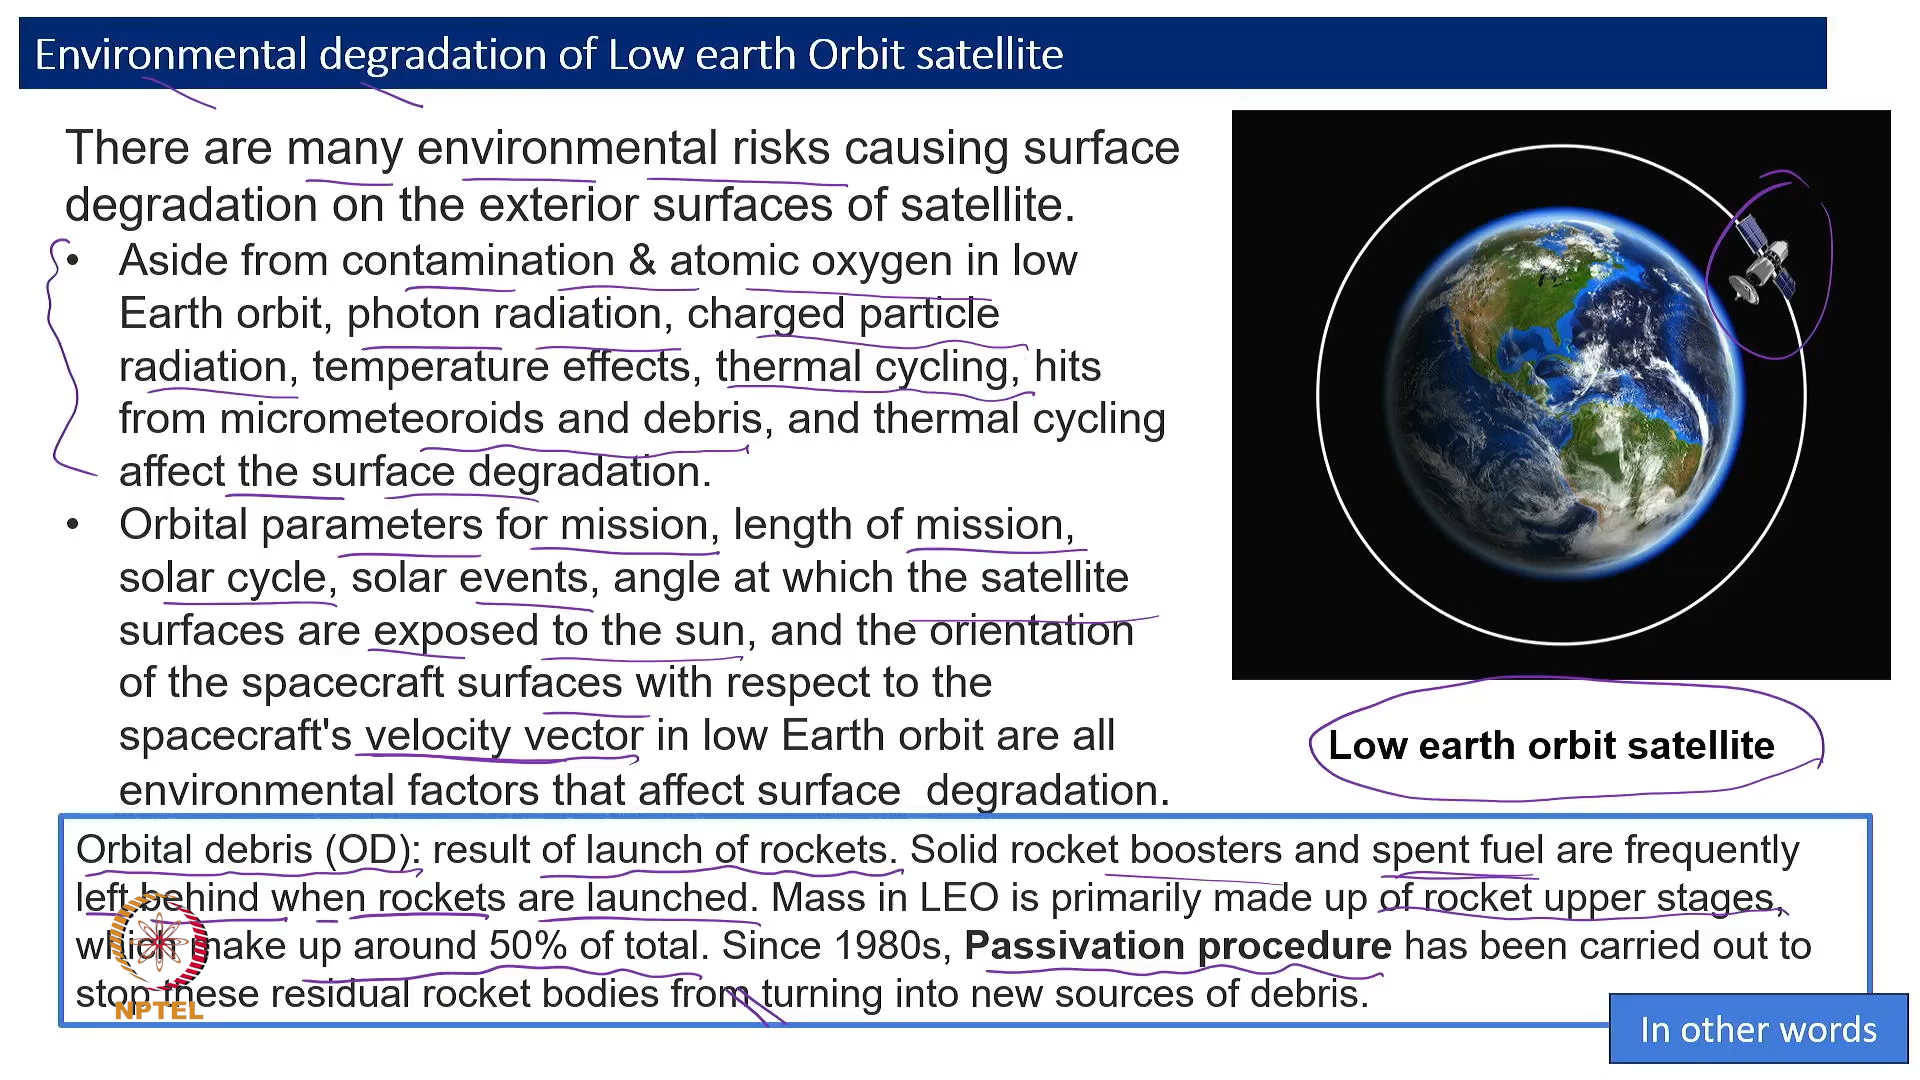 Environmental degradation of Low earth Orbit satellite
There are many environmental risks causing surface
degradation on the exterior surfaces of satellite.
• Aside from contamination & atomic oxygen in low
Earth orbit, photon radiation, charged particle
radiation, temperature effects, thermal cycling, hits
from micrometeoroids and debris, and thermal cycling
affect the surface degradation.
• Orbital parameters for mission, length of mission,
solar cycle, solar events, angle at which the satellite
surfaces are exposed to the sun, and the orientation
of the spacecraft surfaces with respect to the
spacecraft's velocity vector in low Earth orbit are all
environmental factors that affect surface degradation.
Low earth orbit satellite
Orbital debris (OD): result of launch of rockets. Solid rocket boosters and spent fuel are frequently
left behind when rockets are launched. Mass in LEO is primarily made up of rocket upper stages,
which make up around 50% of total. Since 1980s, Passivation procedure has been carried out to
stop these residual rocket bodies from turning into new sources of debris.
NPTEL
In other words